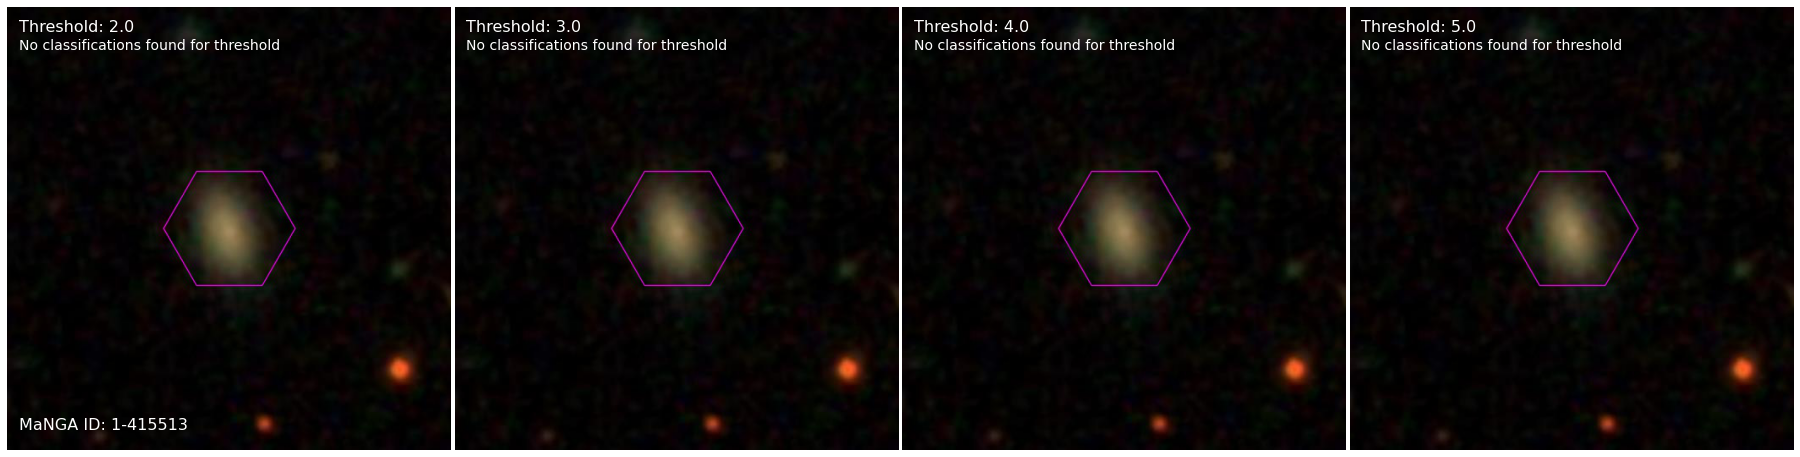 Threshold: 2.0
No classifications found for threshold
Threshold: 3.0
No classifications found for threshold
Threshold: 4.0
No classifications found for threshold
Threshold: 5.0
No classifications found for threshold
MaNGA ID: 1-415513